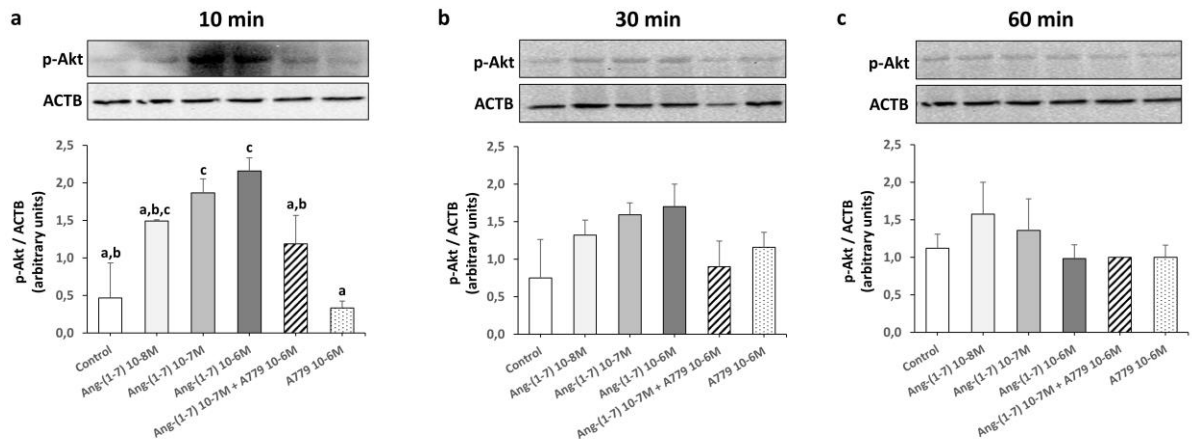 a
10 min
p-Akt
ACTB
p-Akt / ACTB
(arbitrary units)
2,5
2,0
1,5
1,0
0,5
0,0
a,b
a,b,c
c
c
a,b
a
Control
Ang-(1-7) 10-8M
Ang-(1-7) 10-7M
Ang-(1-7) 10-6M
Ang-(1-7) 10-7M + A779 10-6M
A779 10-6M
b
30 min
p-Akt
ACTB
p-Akt / ACTB
(arbitrary units)
2,5
2,0
1,5
1,0
0,5
0,0
Control
Ang-(1-7) 10-8M
Ang-(1-7) 10-7M
Ang-(1-7) 10-6M
Ang-(1-7) 10-7M + A779 10-6M
A779 10-6M
c
60 min
p-Akt
ACTB
p-Akt / ACTB
(arbitrary units)
2,5
2,0
1,5
1,0
0,5
0,0
Control
Ang-(1-7) 10-8M
Ang-(1-7) 10-7M
Ang-(1-7) 10-6M
Ang-(1-7) 10-7M + A779 10-6M
A779 10-6M